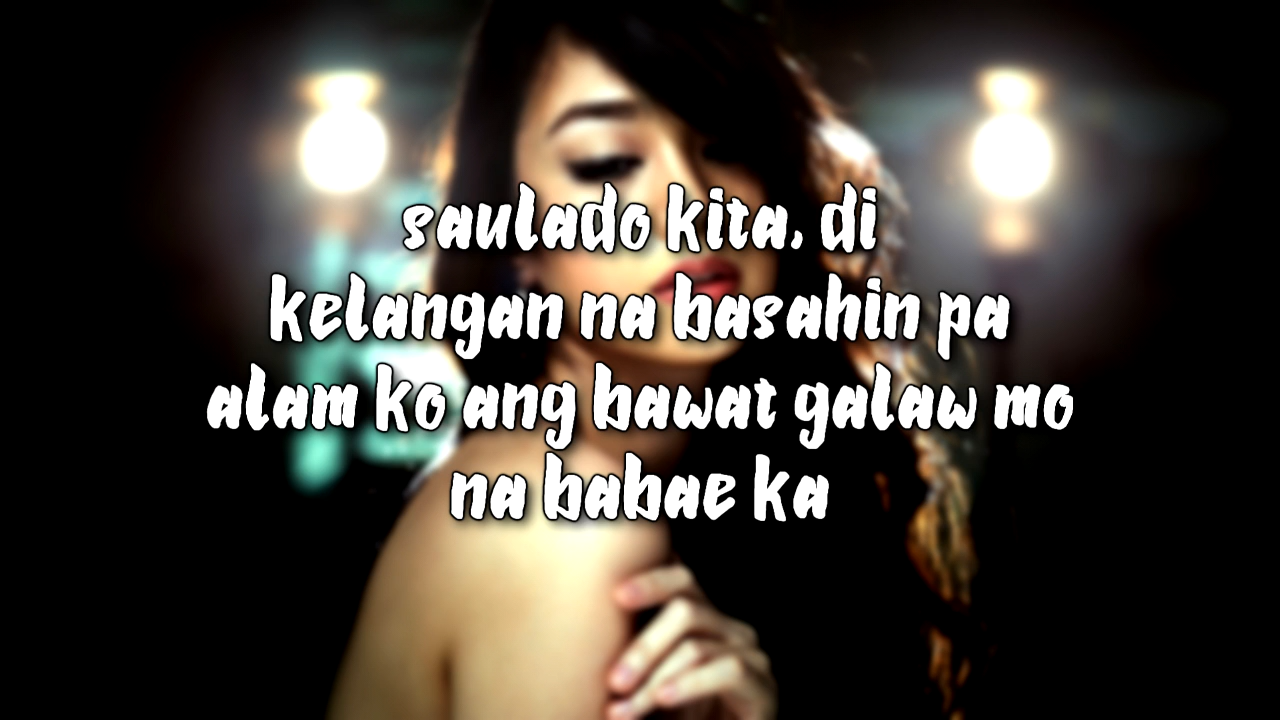 saulado kita, di
kelangan na basahin pa
alam ko ang bawat galaw mo
na babae ka